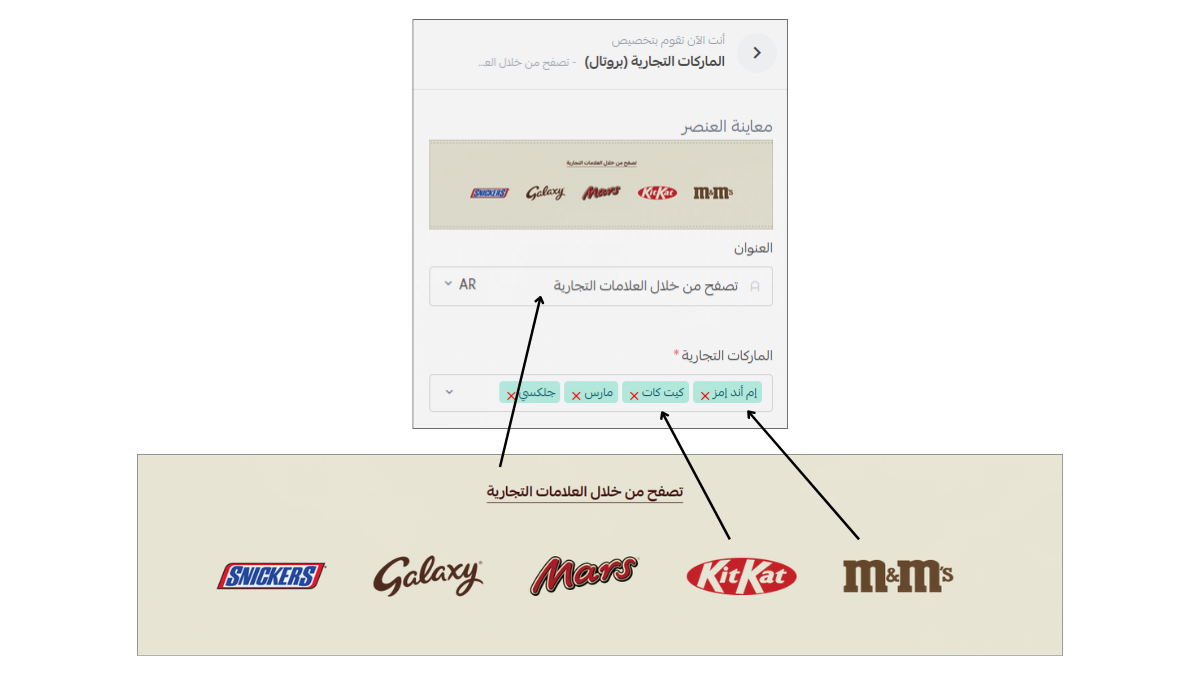 أنت الآن تقوم بتخصيص
الماركات التجارية (بروتال) - تصفح من خلال العـ...
معاينة العنصر
تصفح من خلال العلامات التجارية
SNICKERS Galaxy Mars KitKat m&m's
العنوان
تصفح من خلال العلامات التجارية AR
الماركات التجارية *
إم أند إمز كيت كات مارس جلكسي
تصفح من خلال العلامات التجارية
SNICKERS Galaxy Mars KitKat m&m's